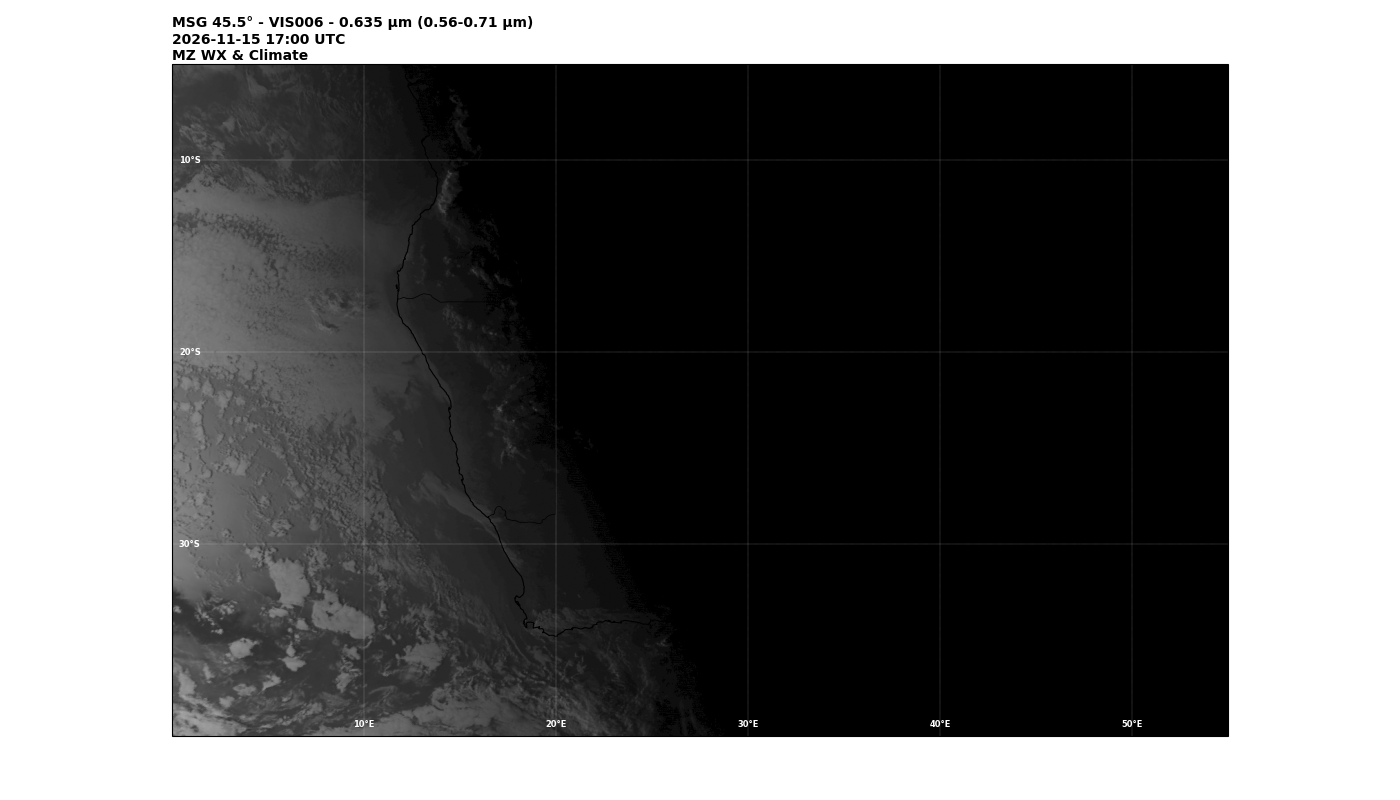 MSG 45.5° - VIS006 - 0.635 µm (0.56-0.71 µm)
2026-11-15 17:00 UTC
MZ WX & Climate
10°S
20°S
30°S
10°E 20°E 30°E 40°E 50°E